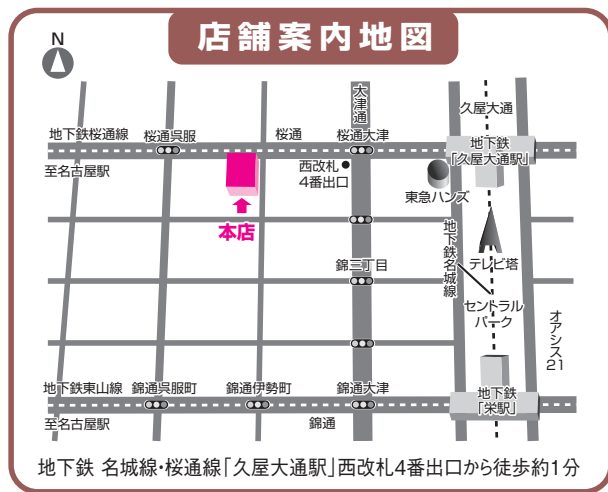 店舗案内地図
N
大津通
久屋大通
地下鉄桜通線
桜通呉服
桜通
桜通大津
地下鉄
「久屋大通駅」
至名古屋駅
西改札
4番出口
東急ハンズ
本店
地下鉄名城線
テレビ塔
錦三丁目
セントラル
パーク
オアシス21
地下鉄東山線
錦通呉服町
錦通伊勢町
錦通大津
地下鉄
「栄駅」
至名古屋駅
錦通
地下鉄 名城線・桜通線「久屋大通駅」西改札4番出口から徒歩約1分